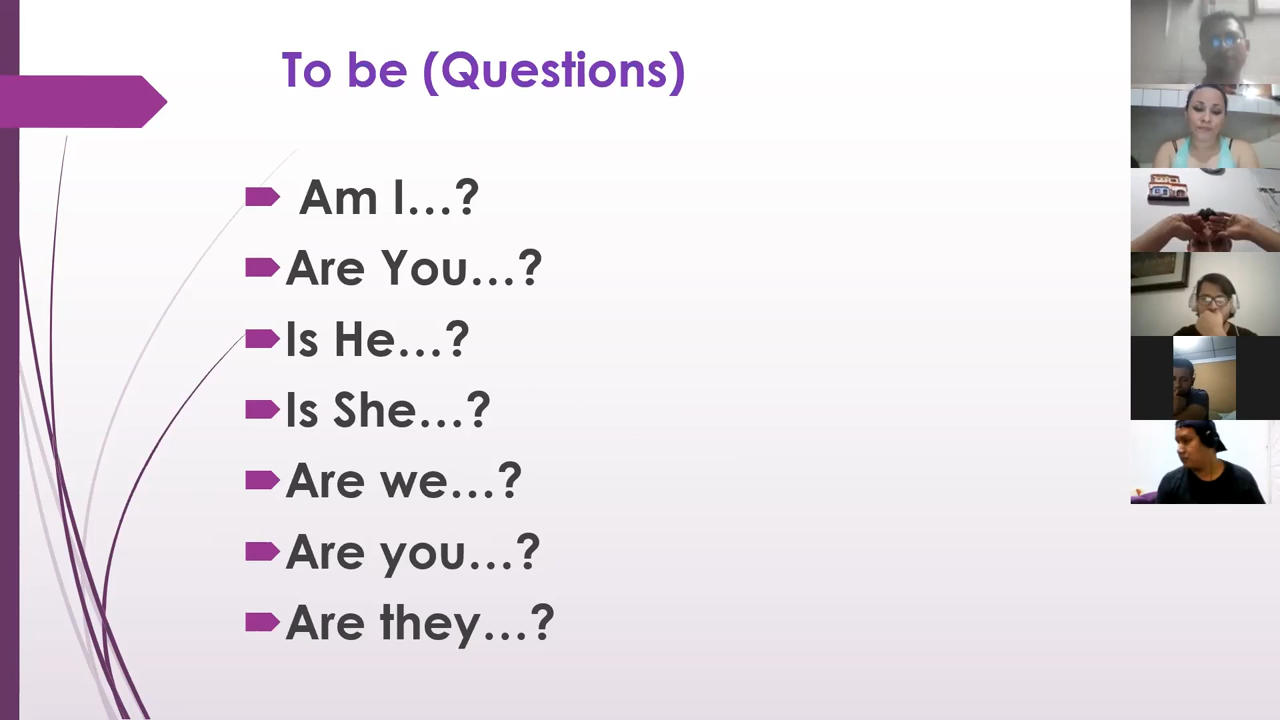 To be (Questions)
Am I...?
Are You...?
Is He...?
Is She...?
Are we...?
Are you...?
Are they...?